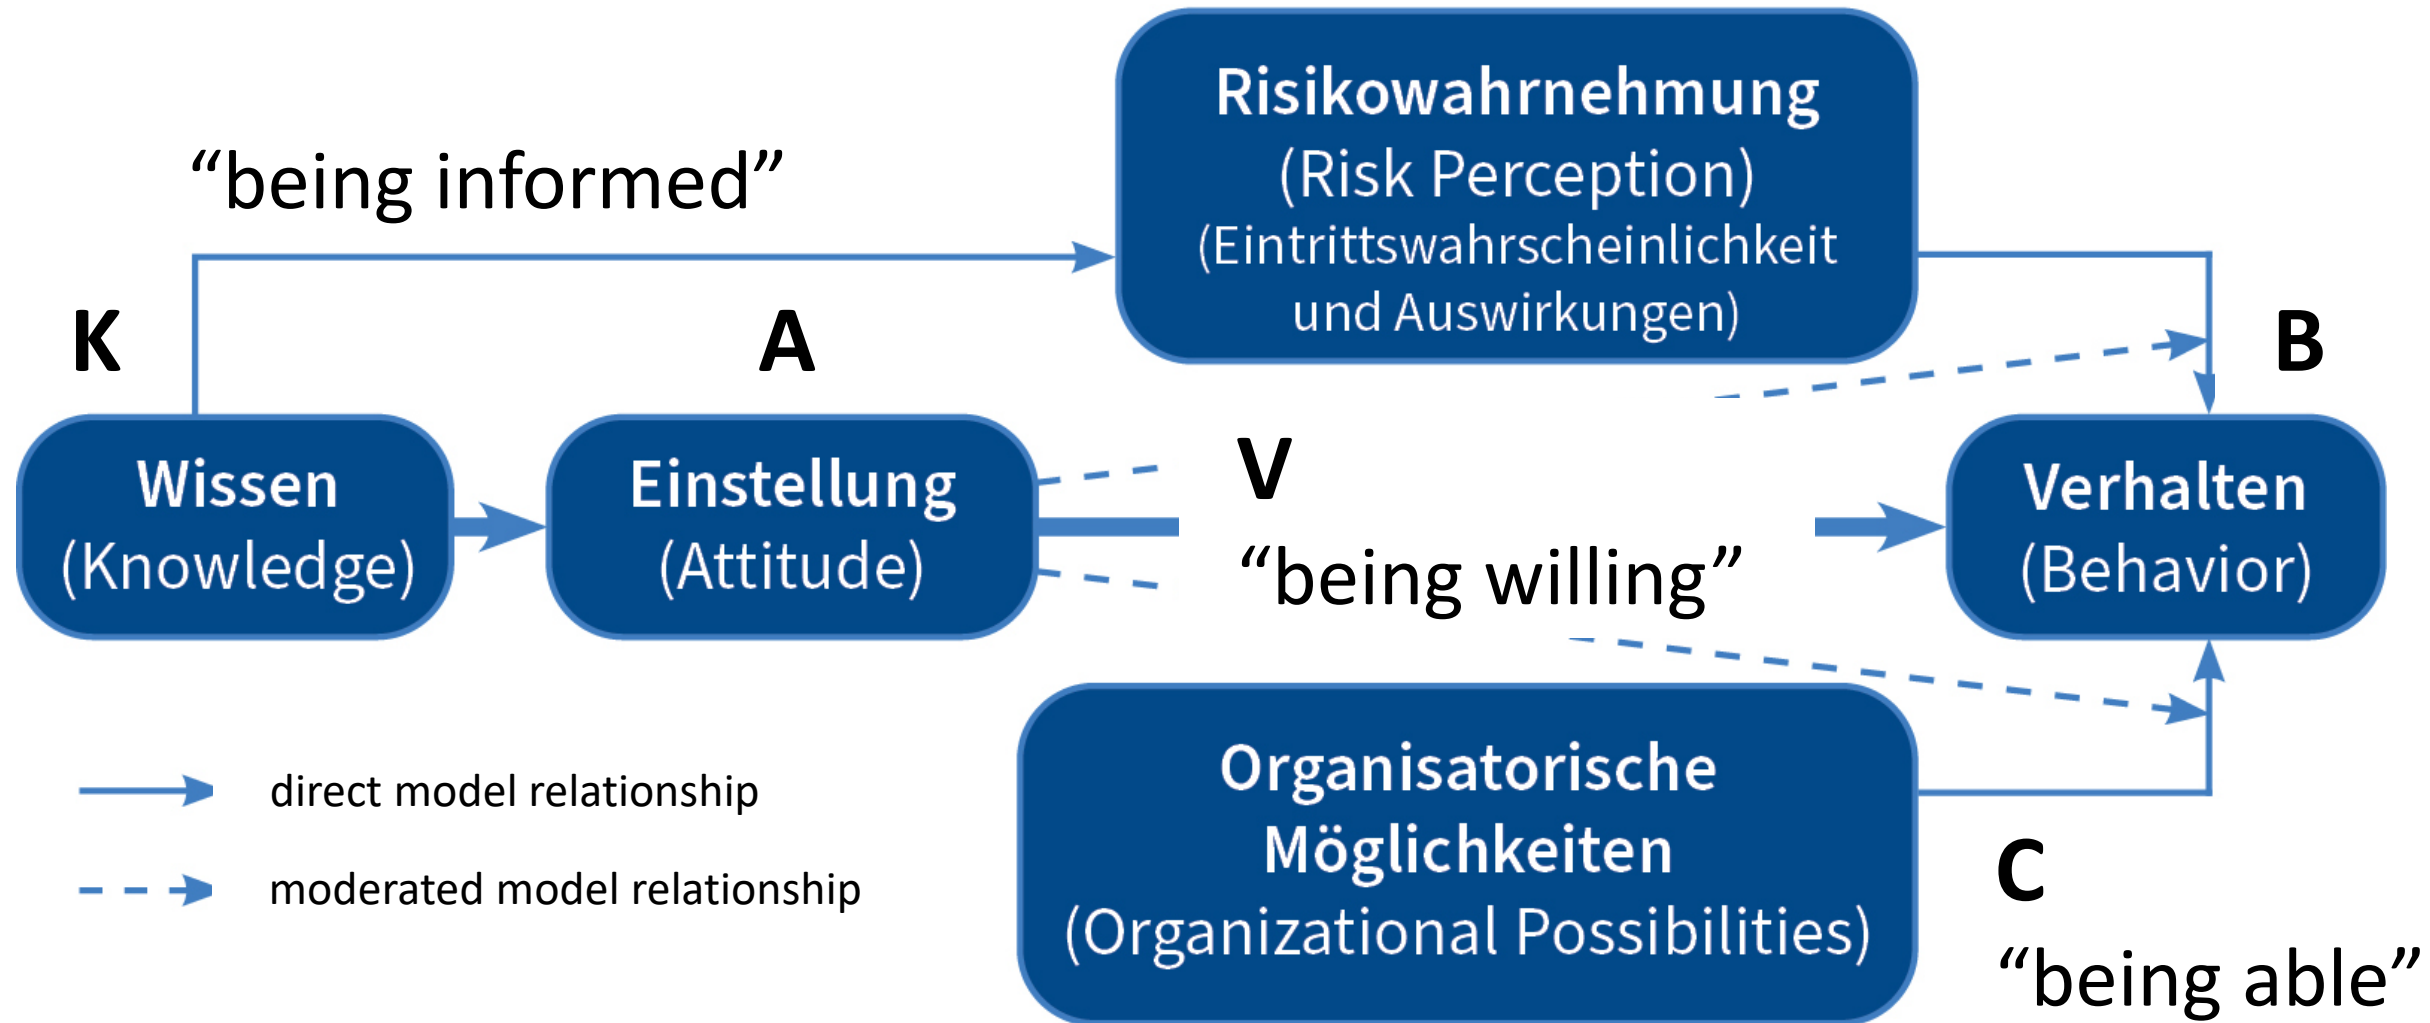 Risikowahrnehmung
(Risk Perception)
(Eintrittswahrscheinlichkeit
und Auswirkungen)
“being informed”
K
A
B
Wissen
(Knowledge)
Einstellung
(Attitude)
V
“being willing”
Verhalten
(Behavior)
direct model relationship
moderated model relationship
Organisatorische
Möglichkeiten
(Organizational Possibilities)
C
“being able”